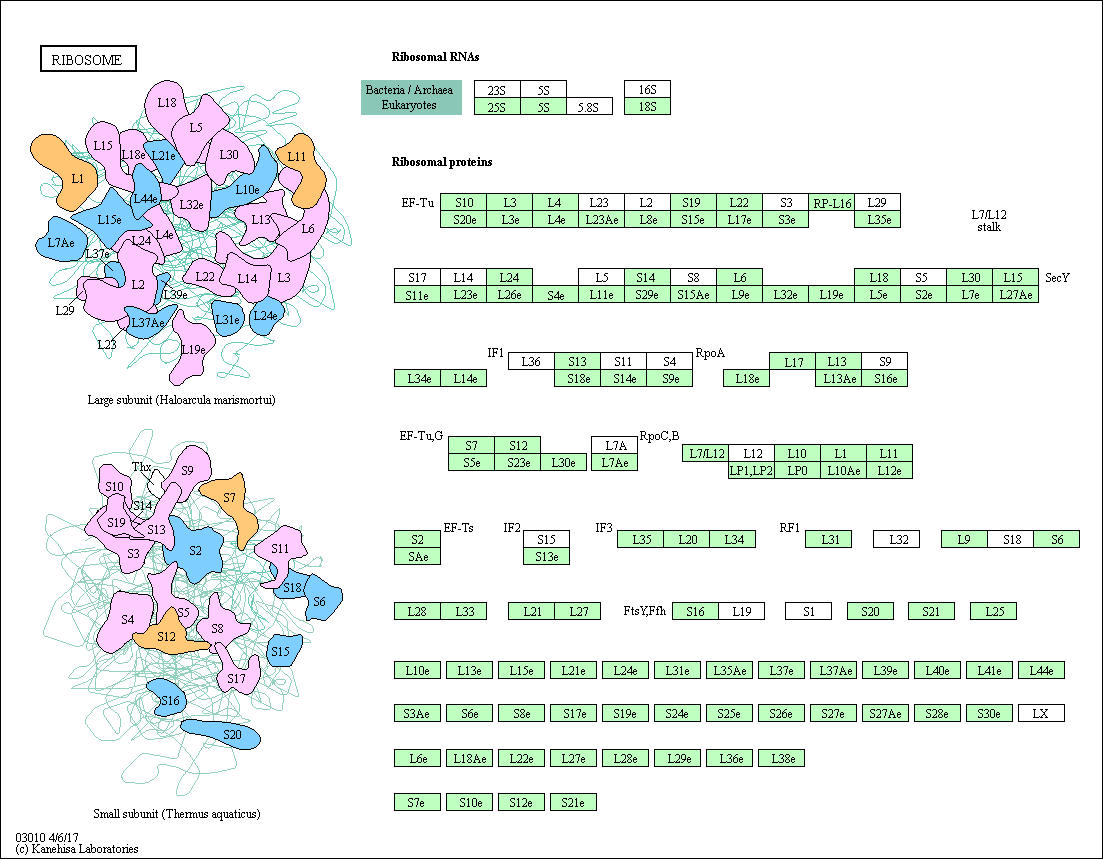 RIBOSOME
Ribosomal RNAs
Bacteria / Archaea 23S 5S 16S
Eukaryotes 25S 5S 5.8S 18S
Ribosomal proteins
EF-Tu S10 L3 L4 L23 L2 S19 L22 S3 RP-L16 L29
S20e L3e L4e L23Ae L8e S15e L17e S3e L35e
L7/L12
stalk
S17 L14 L24 L5 S14 S8 L6 L18 S5 L30 L15 SecY
S11e L23e L26e S4e L11e S29e S15Ae L9e L32e L19e L5e S2e L7e L27Ae
IF1 L36 S13 S11 S4 RpoA L17 L13 S9
L34e L14e S18e S14e S9e L18e L13Ae S16e
EF-Tu,G S7 S12 L7A RpoC,B L7/L12 L12 L10 L1 L11
S5e S23e L30e L7Ae LP1,LP2 LP0 L10Ae L12e
S2 EF-Ts IF2 S15 IF3 L35 L20 L34 RF1 L31 L32 L9 S18 S6
SAe S13e
L28 L33 L21 L27 FtsY,Ffh S16 L19 S1 S20 S21 L25
L10e L13e L15e L21e L24e L31e L35Ae L37e L37Ae L39e L40e L41e L44e
S3Ae S6e S8e S17e S19e S24e S25e S26e S27e S27Ae S28e S30e LX
L6e L18Ae L22e L27e L28e L29e L36e L38e
S7e S10e S12e S21e
L18
L5
L15
L18e
L21e
L30
L11
L1
L44e
L10e
L32e
L15e
L13
L6
L7Ae
L24
L4e
L37e
L2
L22
L14
L3
L39e
L29
L37Ae
L31e
L24e
L23
L19e
Large subunit (Haloarcula marismortui)
Thx
S9
S10
S7
S14
S19
S13
S3
S2
S11
S18
S6
S4
S5
S8
S12
S15
S17
S16
S20
Small subunit (Thermus aquaticus)
03010 4/6/17
(c) Kanehisa Laboratories